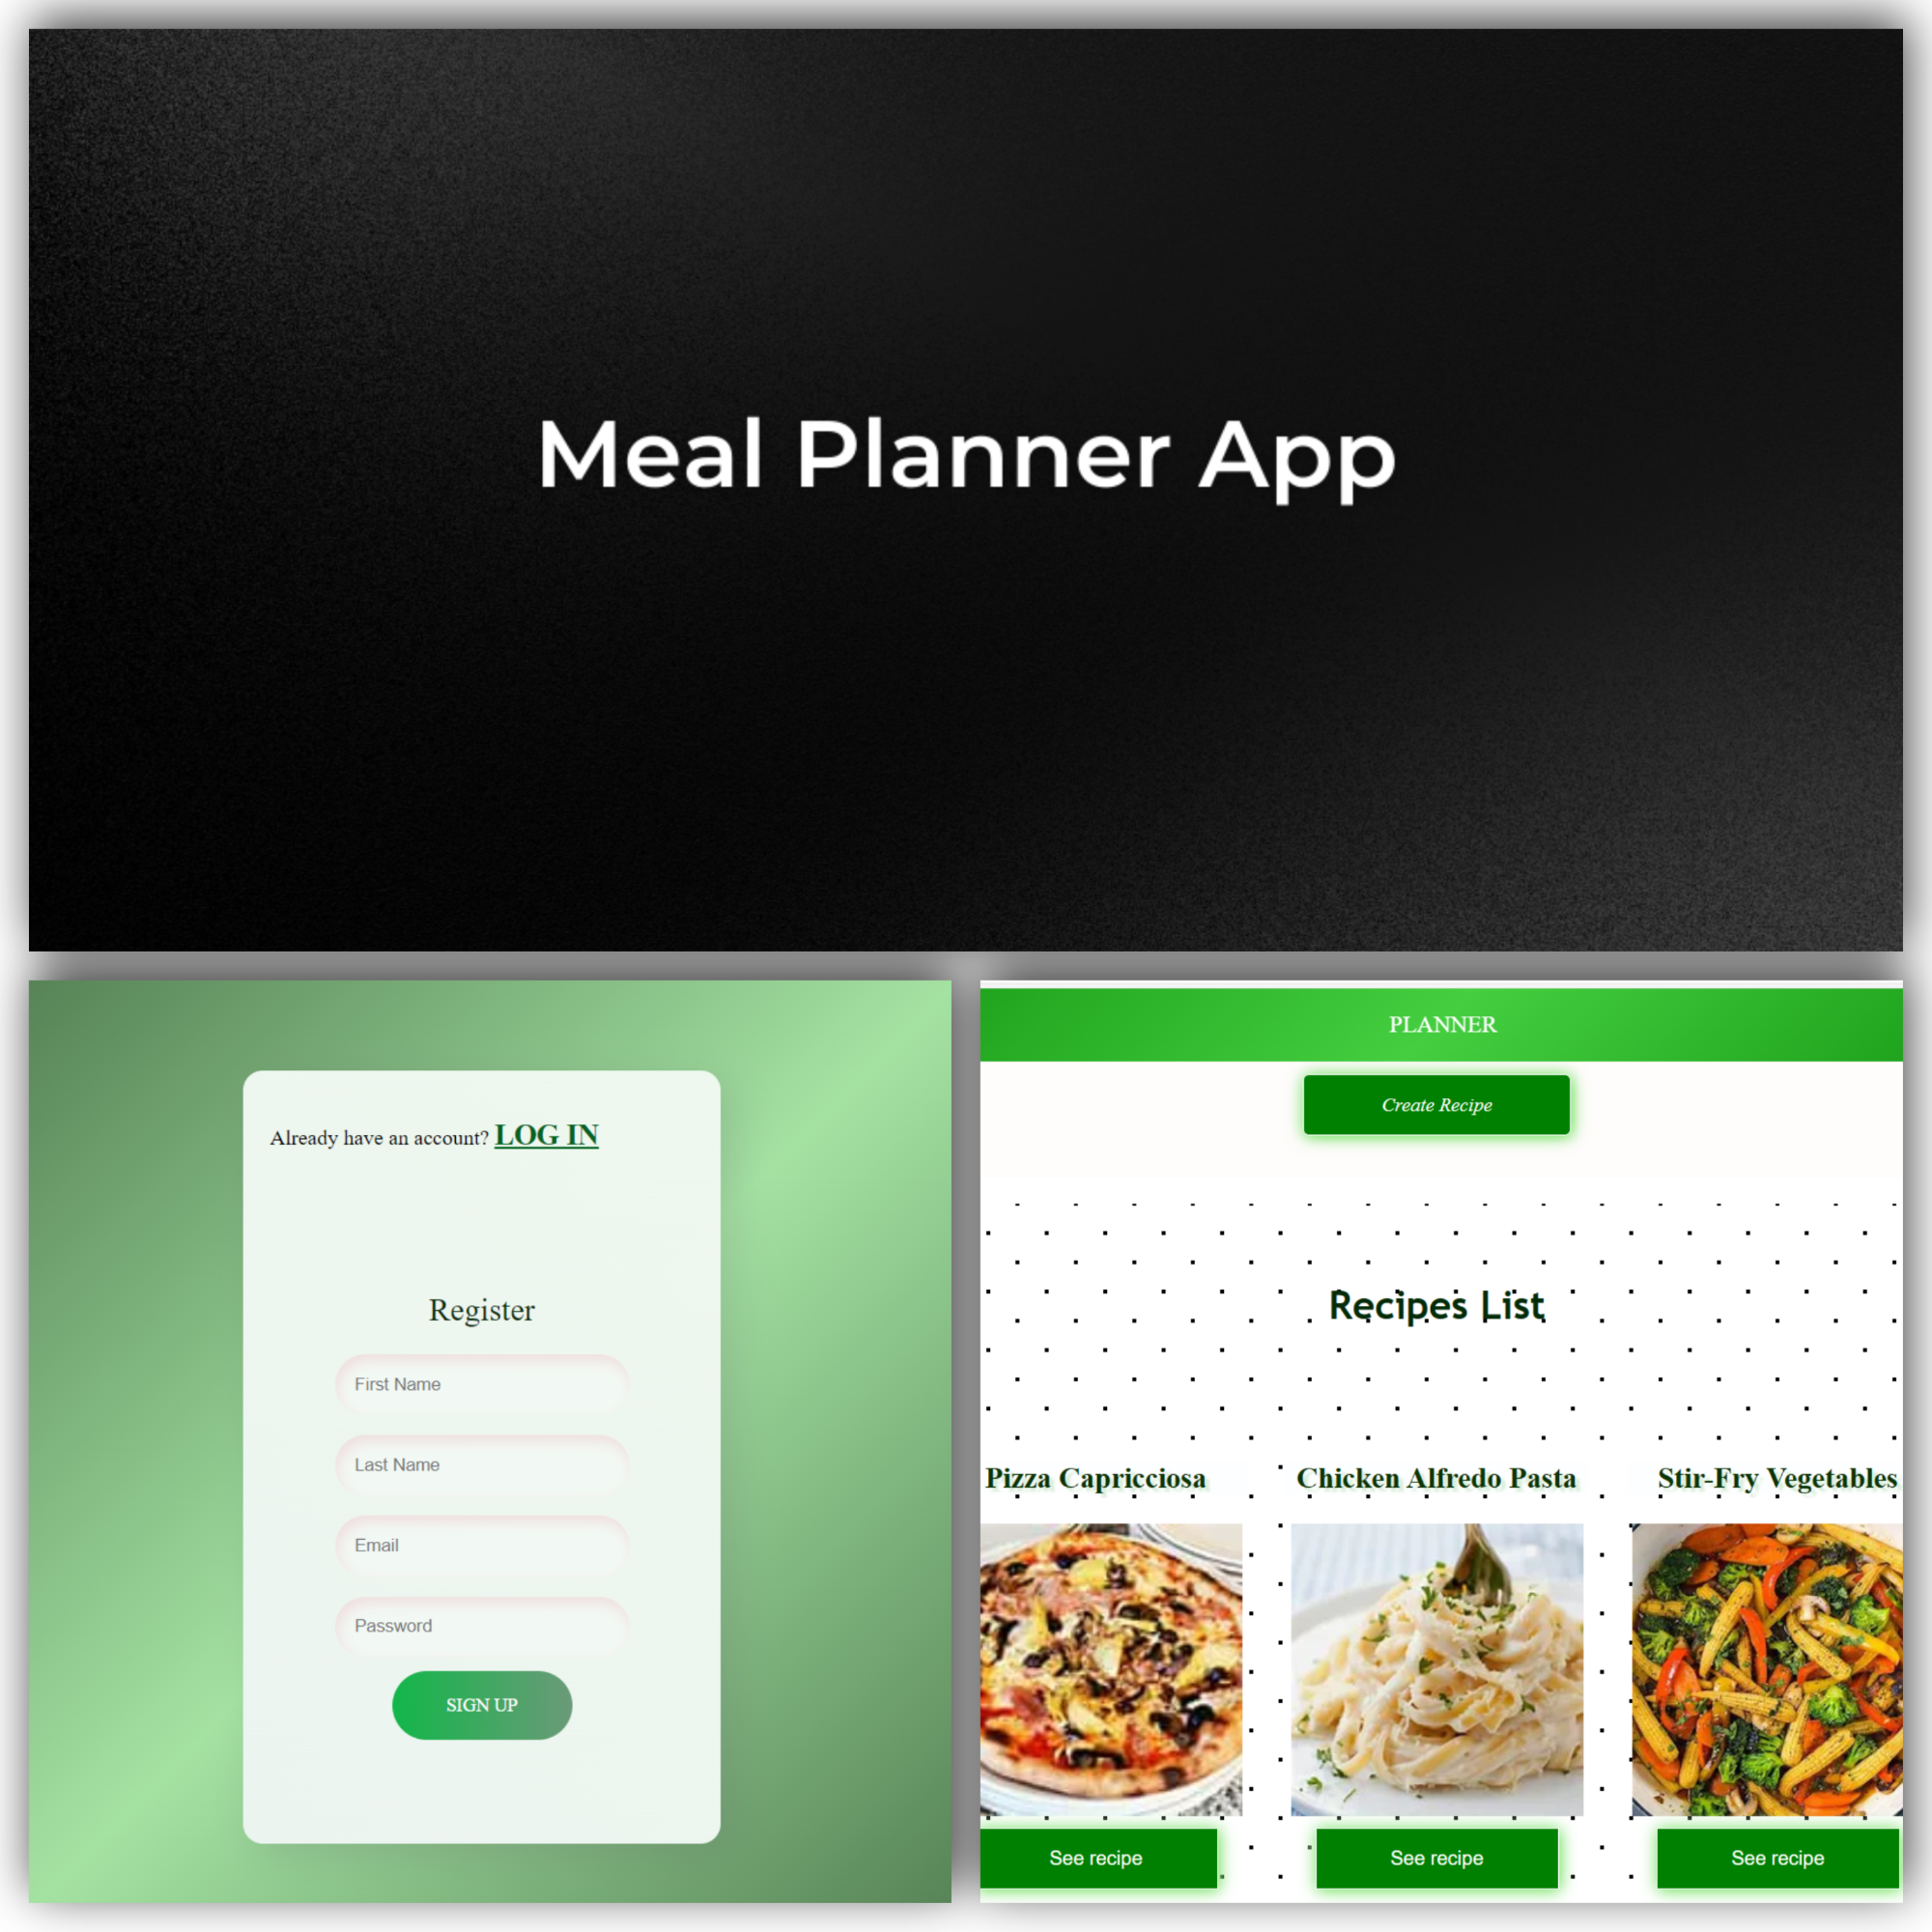 Meal Planner App
Already have an account? LOG IN
Register
First Name
Last Name
Email
Password
SIGN UP
PLANNER
Create Recipe
Recipes List
Pizza Capricciosa
Chicken Alfredo Pasta
Stir-Fry Vegetables
See recipe
See recipe
See recipe